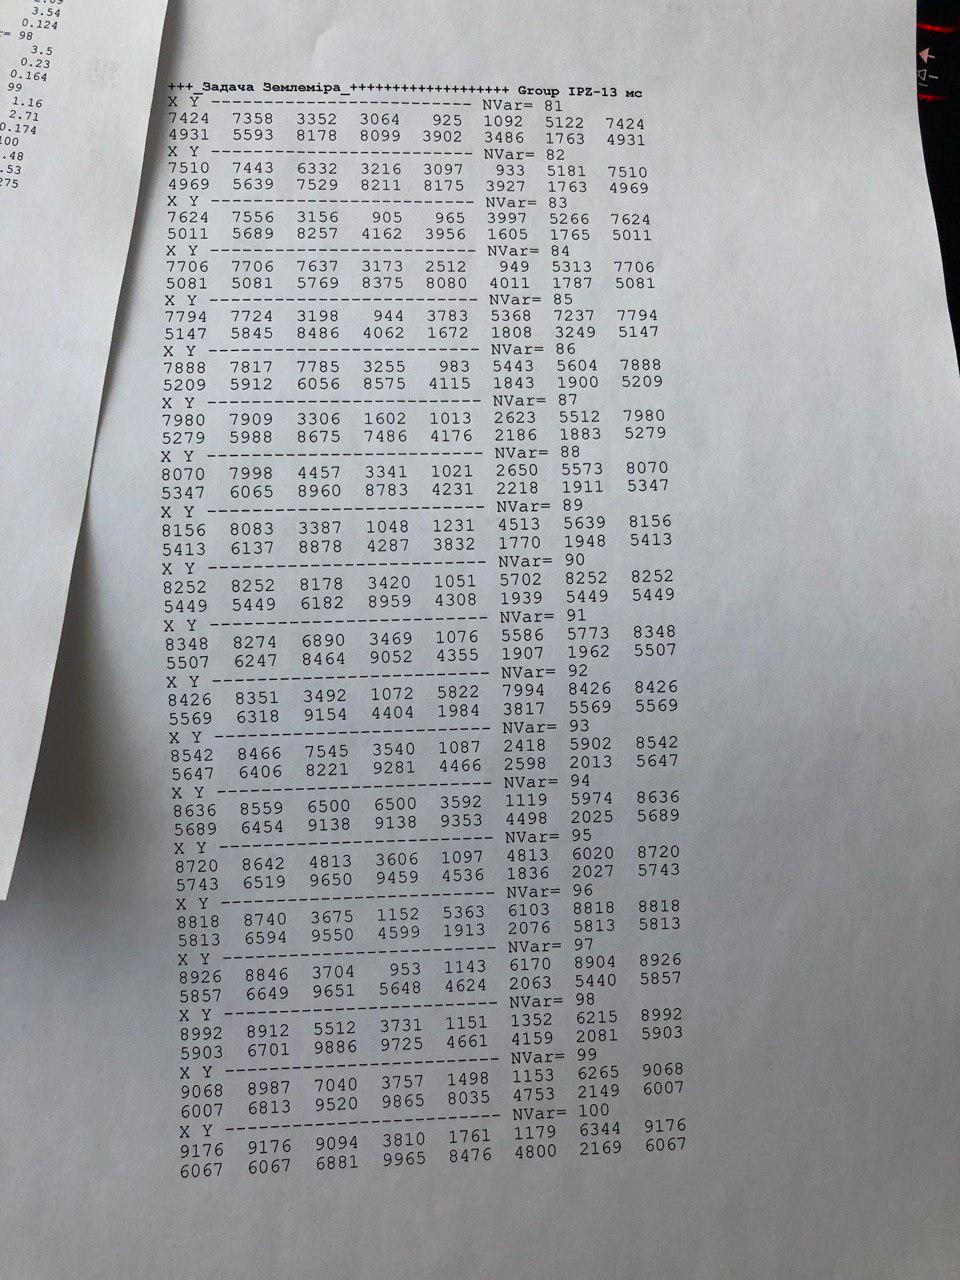 3.54
0.124
98
3.5
0.23
0.164
99
1.16
2.71
0.174
100
.48
.53
275
+++_Задача Землеміра_+++++++++++++++++++ Group IPZ-13 мс
X Y ------------------------------- NVar= 81
7424 7358 3352 3064 925 1092 5122 7424
4931 5593 8178 8099 3902 3486 1763 4931
X Y ------------------------------- NVar= 82
7510 7443 6332 3216 3097 933 5181 7510
4969 5639 7529 8211 8175 3927 1763 4969
X Y ------------------------------- NVar= 83
7624 7556 3156 905 965 3997 5266 7624
5011 5689 8257 4162 3956 1605 1765 5011
X Y ------------------------------- NVar= 84
7706 7706 7637 3173 2512 949 5313 7706
5081 5081 5769 8375 8080 4011 1787 5081
X Y ------------------------------- NVar= 85
7794 7724 3198 944 3783 5368 7237 7794
5147 5845 8486 4062 1672 1808 3249 5147
X Y ------------------------------- NVar= 86
7888 7817 7785 3255 983 5443 5604 7888
5209 5912 6056 8575 4115 1843 1900 5209
X Y ------------------------------- NVar= 87
7980 7909 3306 1602 1013 2623 5512 7980
5279 5988 8675 7486 4176 2186 1883 5279
X Y ------------------------------- NVar= 88
8070 7998 4457 3341 1021 2650 5573 8070
5347 6065 8960 8783 4231 2218 1911 5347
X Y ------------------------------- NVar= 89
8156 8083 3387 1048 1231 4513 5639 8156
5413 6137 8878 4287 3832 1770 1948 5413
X Y ------------------------------- NVar= 90
8252 8252 8178 3420 1051 5702 8252 8252
5449 5449 6182 8959 4308 1939 5449 5449
X Y ------------------------------- NVar= 91
8348 8274 6890 3469 1076 5586 5773 8348
5507 6247 8464 9052 4355 1907 1962 5507
X Y ------------------------------- NVar= 92
8426 8351 3492 1072 5822 7994 8426 8426
5569 6318 9154 4404 1984 3817 5569 5569
X Y ------------------------------- NVar= 93
8542 8466 7545 3540 1087 2418 5902 8542
5647 6406 8221 9281 4466 2598 2013 5647
X Y ------------------------------- NVar= 94
8636 8559 6500 6500 3592 1119 5974 8636
5689 6454 9138 9138 9353 4498 2025 5689
X Y ------------------------------- NVar= 95
8720 8642 4813 3606 1097 4813 6020 8720
5743 6519 9650 9459 4536 1836 2027 5743
X Y ------------------------------- NVar= 96
8818 8740 3675 1152 5363 6103 8818 8818
5813 6594 9550 4599 1913 2076 5813 5813
X Y ------------------------------- NVar= 97
8926 8846 3704 953 1143 6170 8904 8926
5857 6649 9651 5648 4624 2063 5440 5857
X Y ------------------------------- NVar= 98
8992 8912 5512 3731 1151 1352 6215 8992
5903 6701 9886 9725 4661 4159 2081 5903
X Y ------------------------------- NVar= 99
9068 8987 7040 3757 1498 1153 6265 9068
6007 6813 9520 9865 8035 4753 2149 6007
X Y ------------------------------- NVar= 100
9176 9176 9094 3810 1761 1179 6344 9176
6067 6067 6881 9965 8476 4800 2169 6067